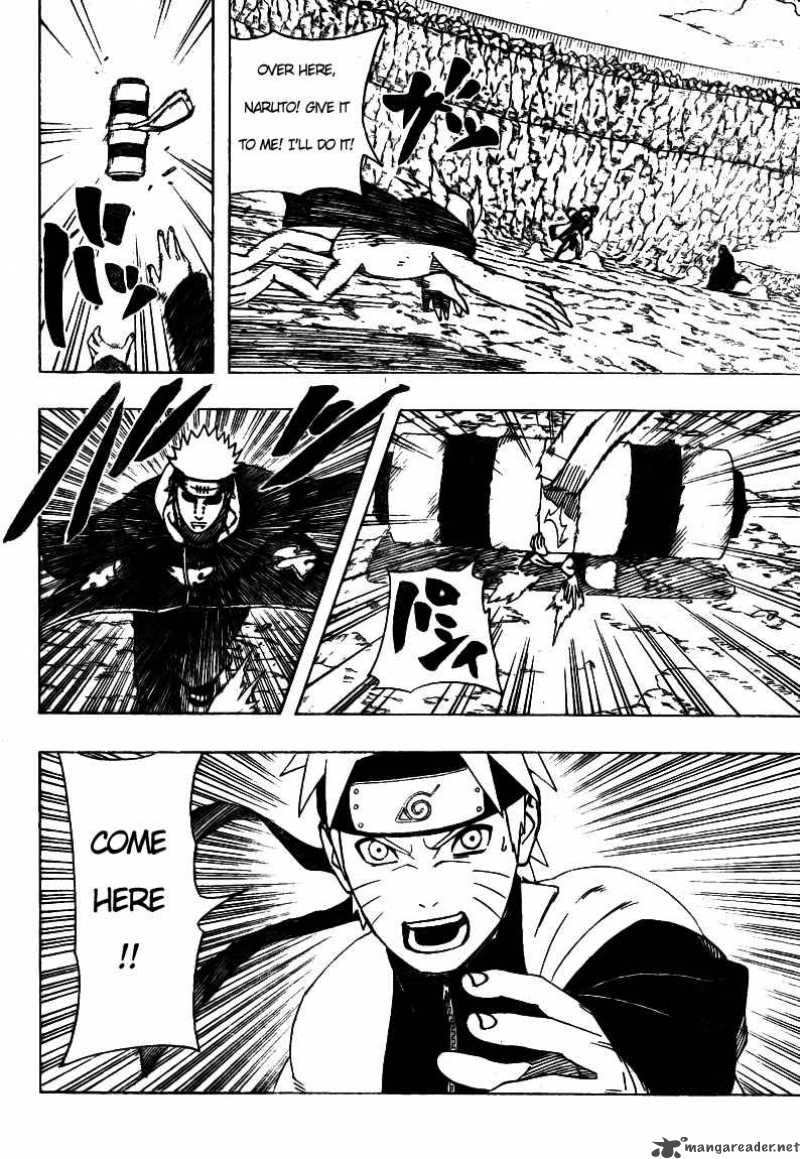 OVER HERE,
NARUTO! GIVE IT
TO ME! I'LL DO IT!
ザッ
バッ
パシィ
COME
HERE
!!
mangareader.net